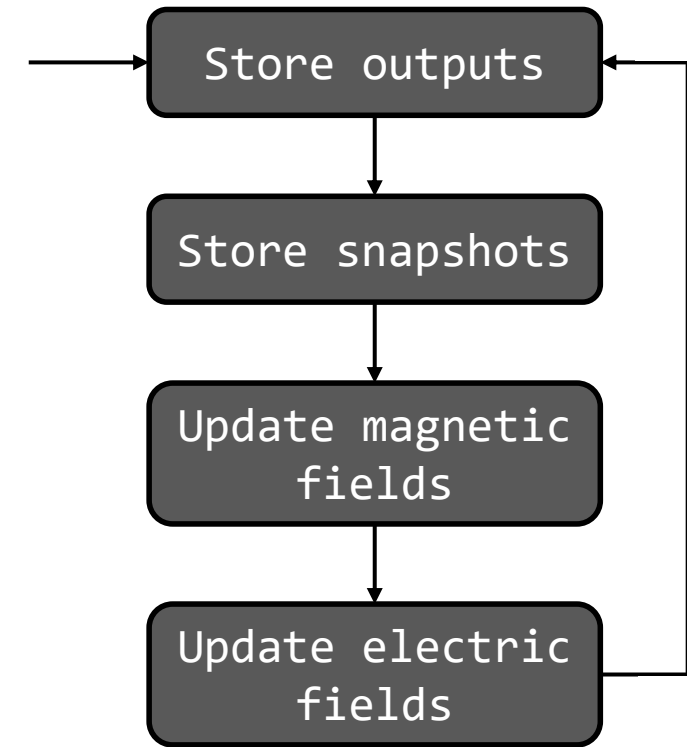 Store outputs
Store snapshots
Update magnetic
fields
Update electric
fields